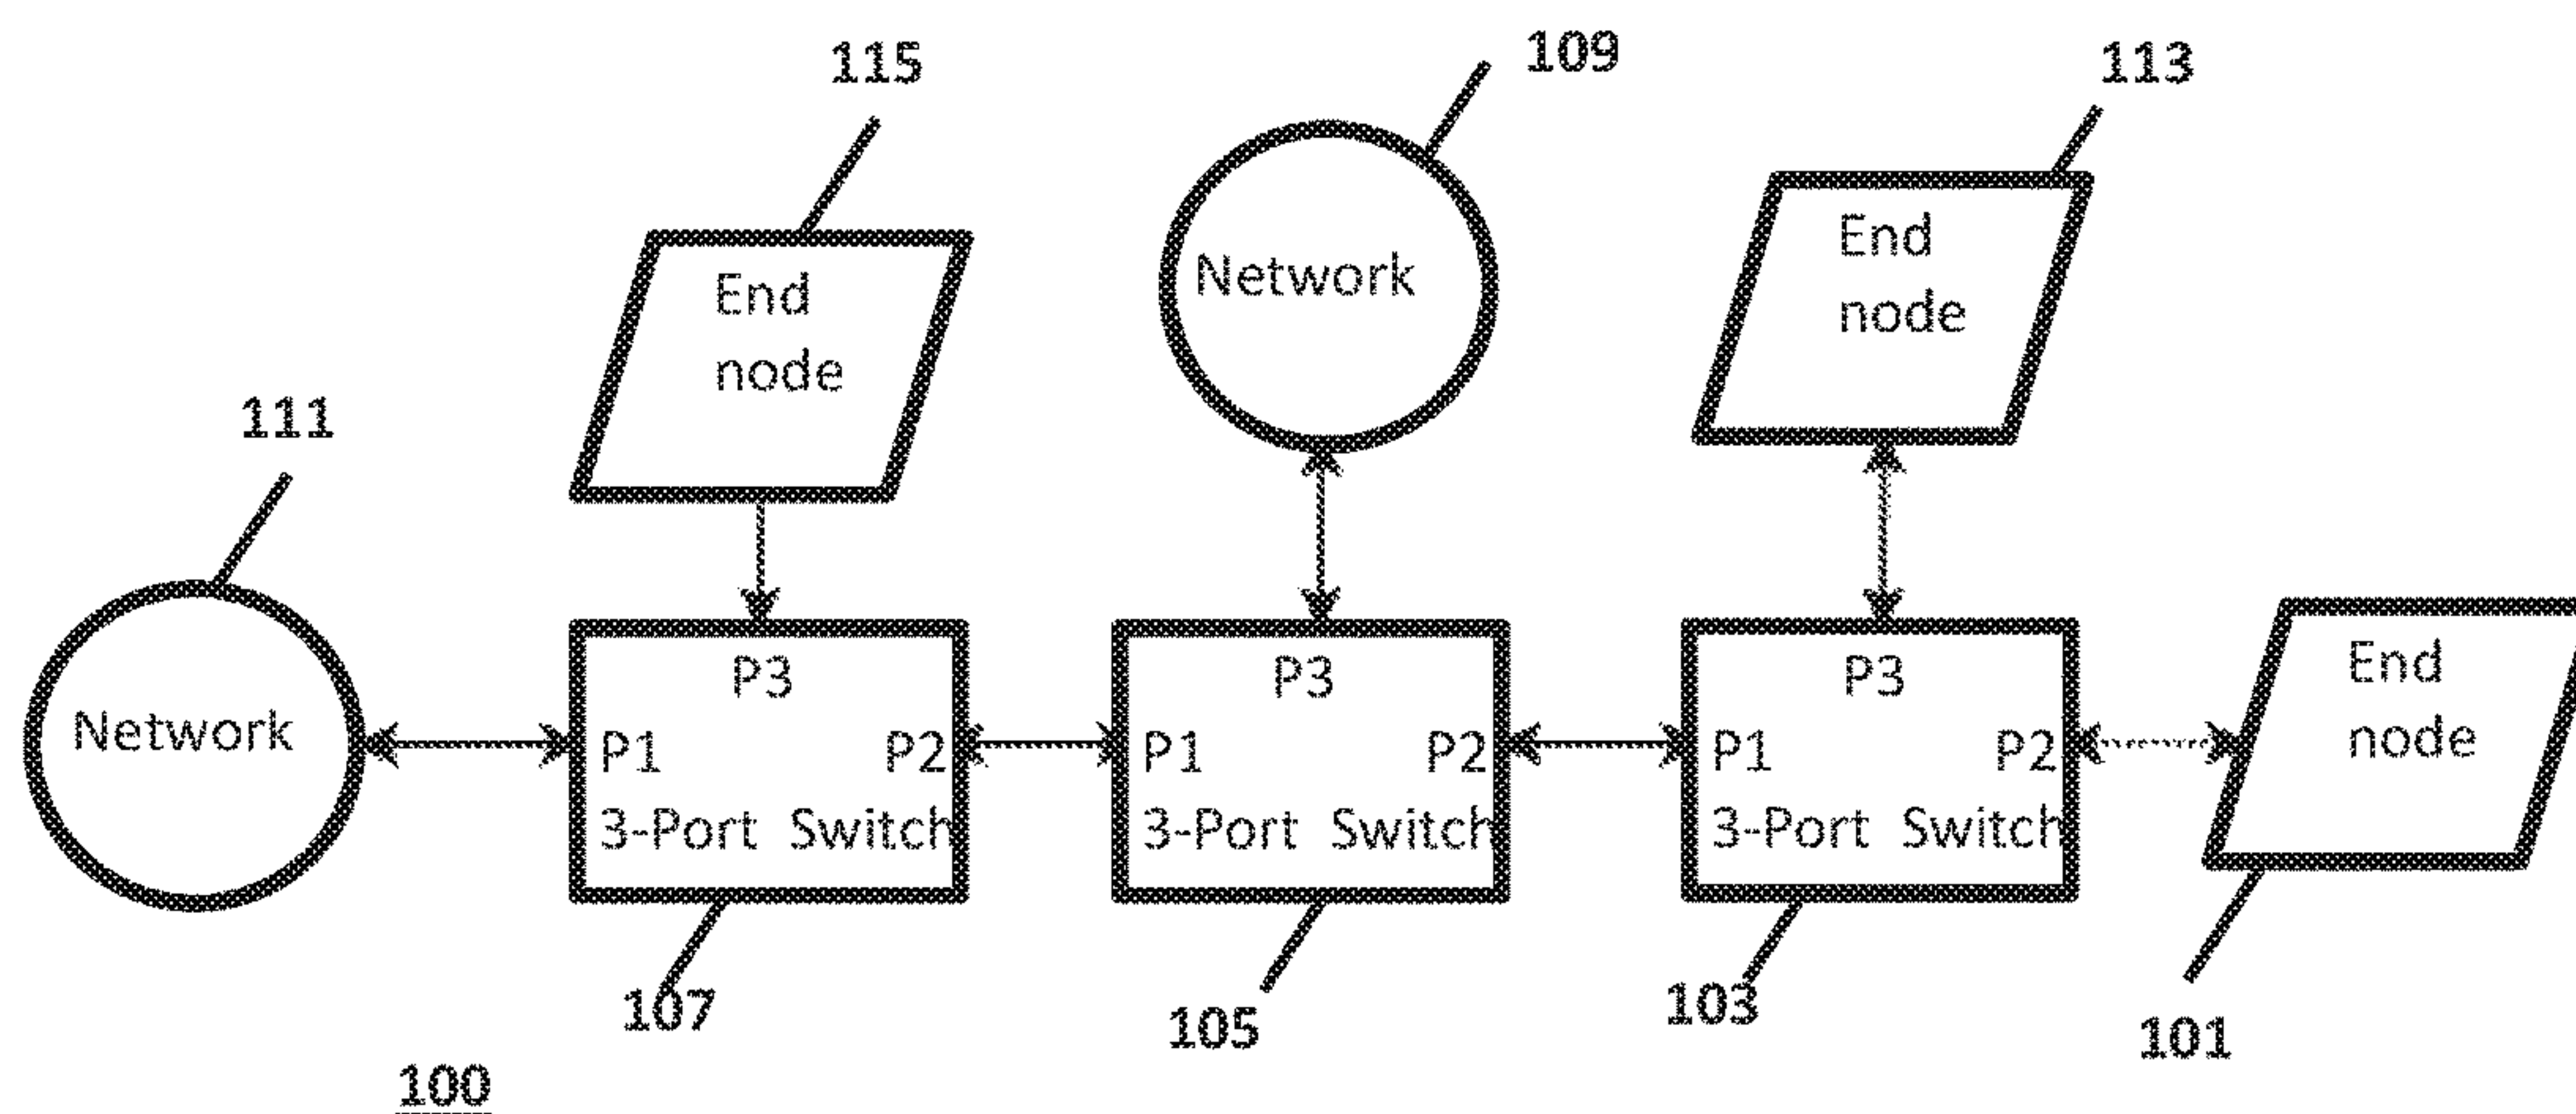 115
109
113
End
node
Network
End
node
111
Network
P3
P1 P2
3-Port Switch
P3
P1 P2
3-Port Switch
P3
P1 P2
3-Port Switch
End
node
107
105
103
101
100